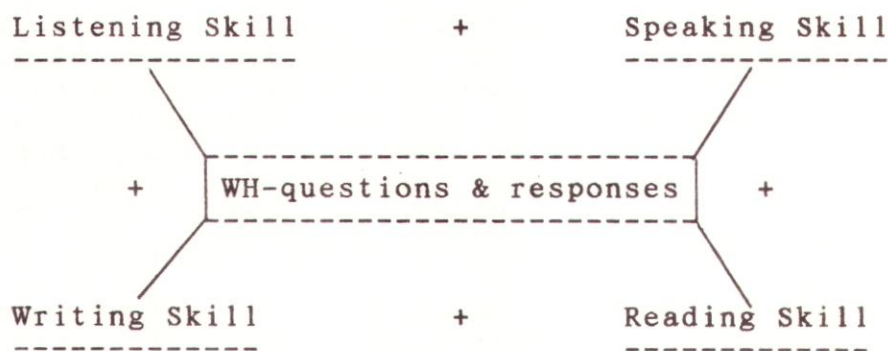 Listening Skill + Speaking Skill
+ WH-questions & responses +
Writing Skill + Reading Skill